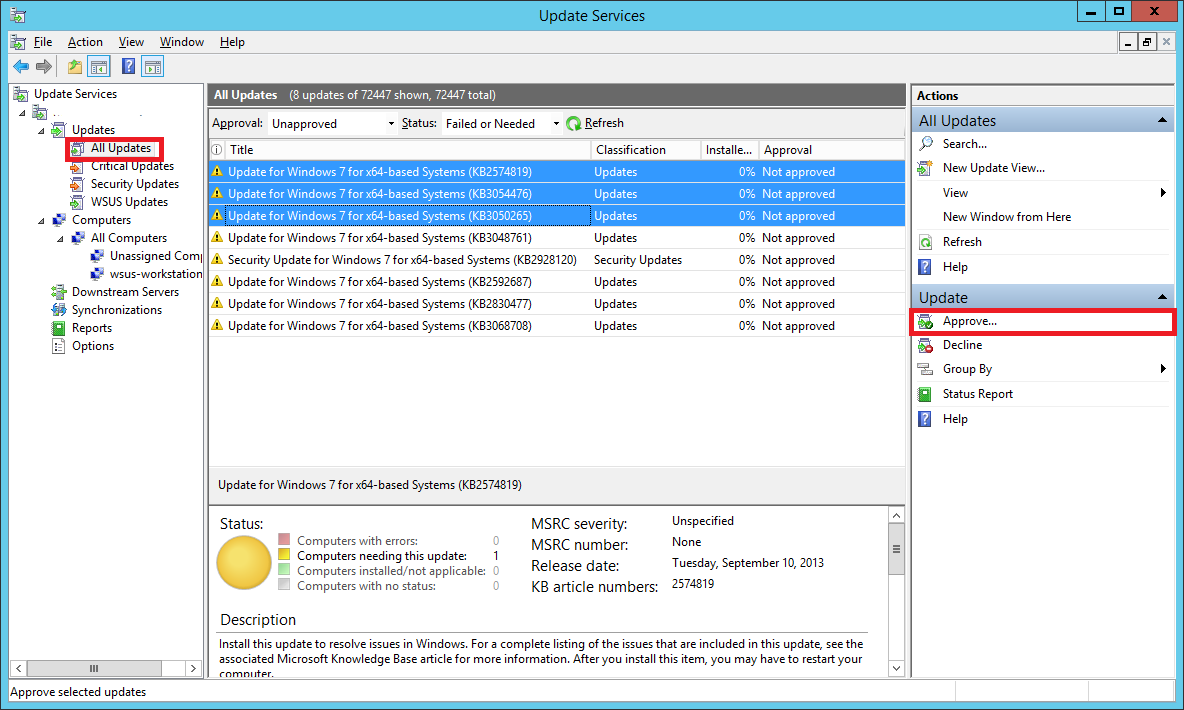 Update Services
File Action View Window Help
Update Services
Updates
All Updates
Critical Updates
Security Updates
WSUS Updates
Computers
All Computers
Unassigned Comp
wsus-workstation
Downstream Servers
Synchronizations
Reports
Options
All Updates (8 updates of 72447 shown, 72447 total)
Approval: Unapproved Status: Failed or Needed Refresh
Title Classification Installe... Approval
Update for Windows 7 for x64-based Systems (KB2574819) Updates 0% Not approved
Update for Windows 7 for x64-based Systems (KB3054476) Updates 0% Not approved
Update for Windows 7 for x64-based Systems (KB3050265) Updates 0% Not approved
Update for Windows 7 for x64-based Systems (KB3048761) Updates 0% Not approved
Security Update for Windows 7 for x64-based Systems (KB2928120) Security Updates 0% Not approved
Update for Windows 7 for x64-based Systems (KB2592687) Updates 0% Not approved
Update for Windows 7 for x64-based Systems (KB2830477) Updates 0% Not approved
Update for Windows 7 for x64-based Systems (KB3068708) Updates 0% Not approved
Update for Windows 7 for x64-based Systems (KB2574819)
Status:
Computers with errors: 0
Computers needing this update: 1
Computers installed/not applicable: 0
Computers with no status: 0
MSRC severity: Unspecified
MSRC number: None
Release date: Tuesday, September 10, 2013
KB article numbers: 2574819
Description
Install this update to resolve issues in Windows. For a complete listing of the issues that are included in this update, see the
associated Microsoft Knowledge Base article for more information. After you install this item, you may have to restart your
computer.
Actions
All Updates
Search...
New Update View...
View
New Window from Here
Refresh
Help
Update
Approve...
Decline
Group By
Status Report
Help
Approve selected updates